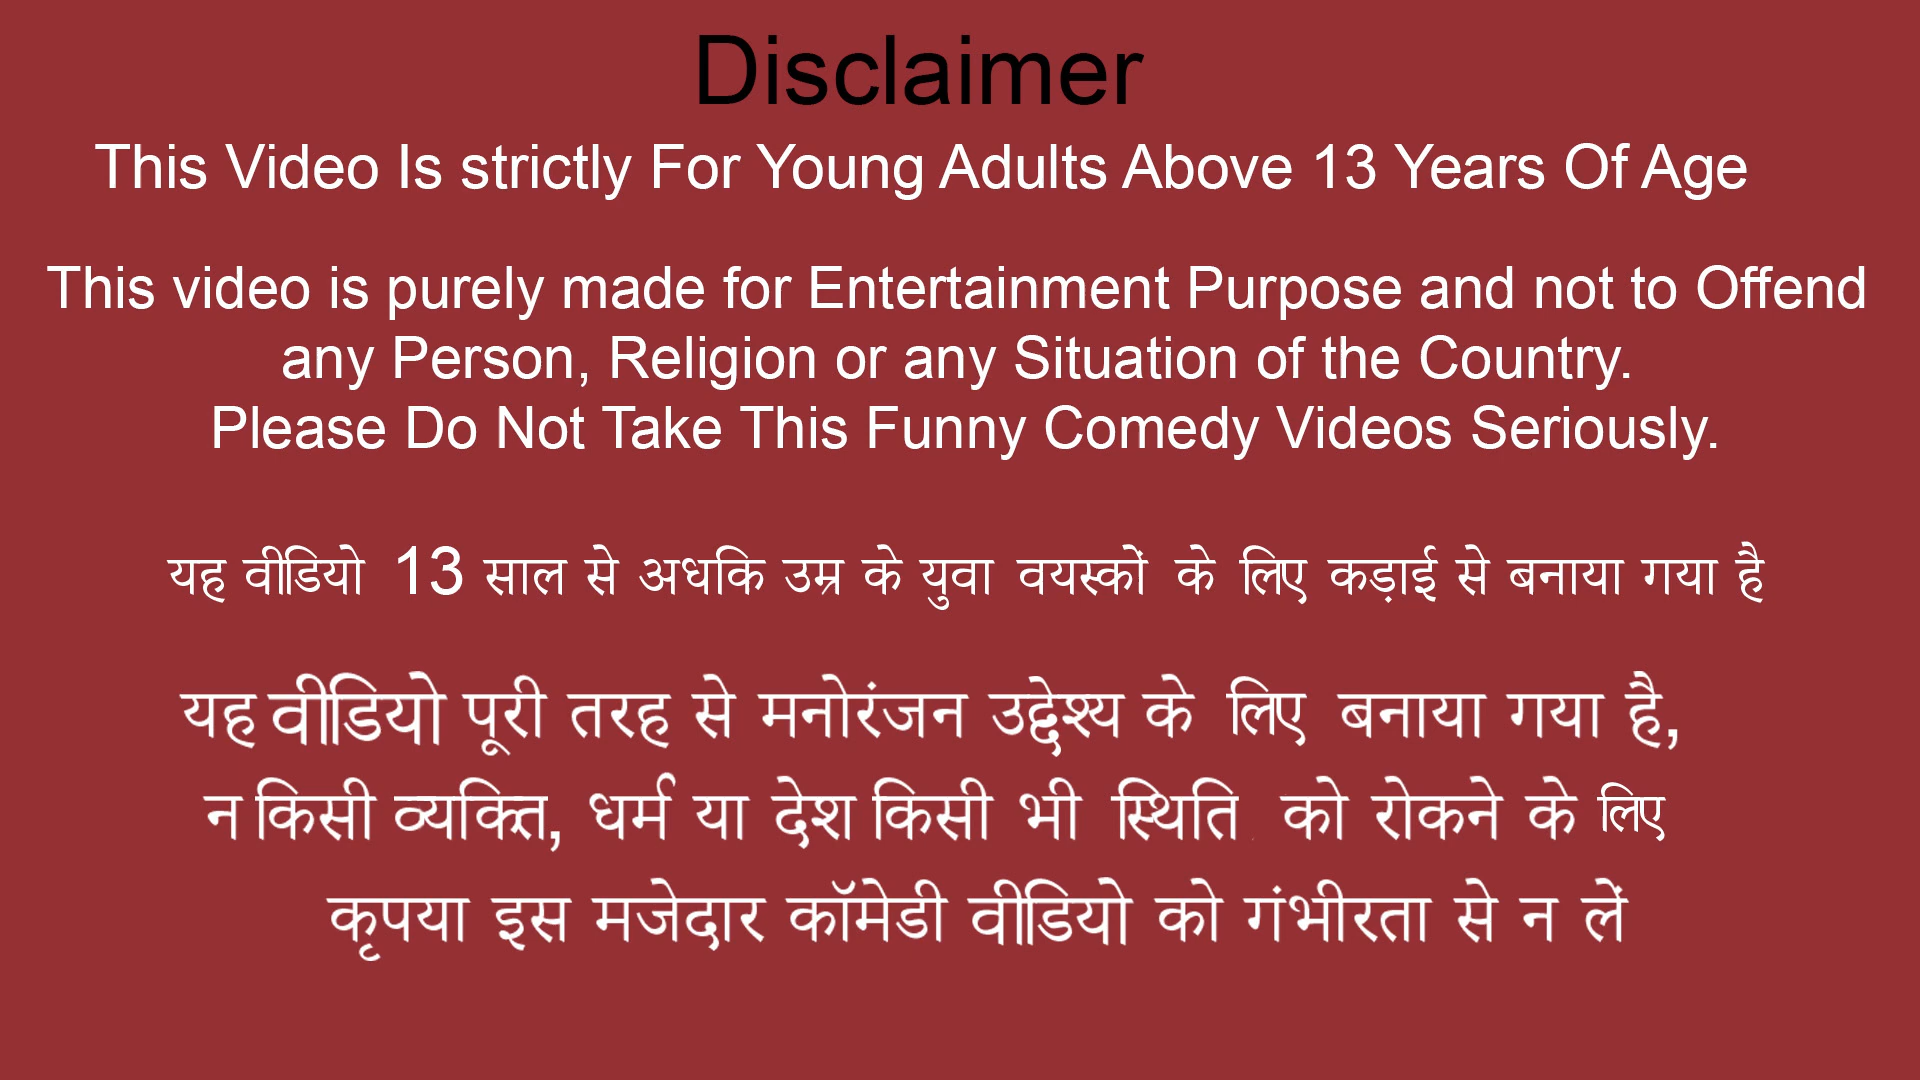 Disclaimer
This Video Is strictly For Young Adults Above 13 Years Of Age
This video is purely made for Entertainment Purpose and not to Offend
any Person, Religion or any Situation of the Country.
Please Do Not Take This Funny Comedy Videos Seriously.
यह वीडियो 13 साल से अधकि उम्र के युवा वयस्कों के लिए कड़ाई से बनाया गया है
यह वीडियो पूरी तरह से मनोरंजन उद्देश्य के लिए बनाया गया है,
न किसी व्यक्ति, धर्म या देश किसी भी स्थिति को रोकने के लिए
कृपया इस मजेदार कॉमेडी वीडियो को गंभीरता से न लें